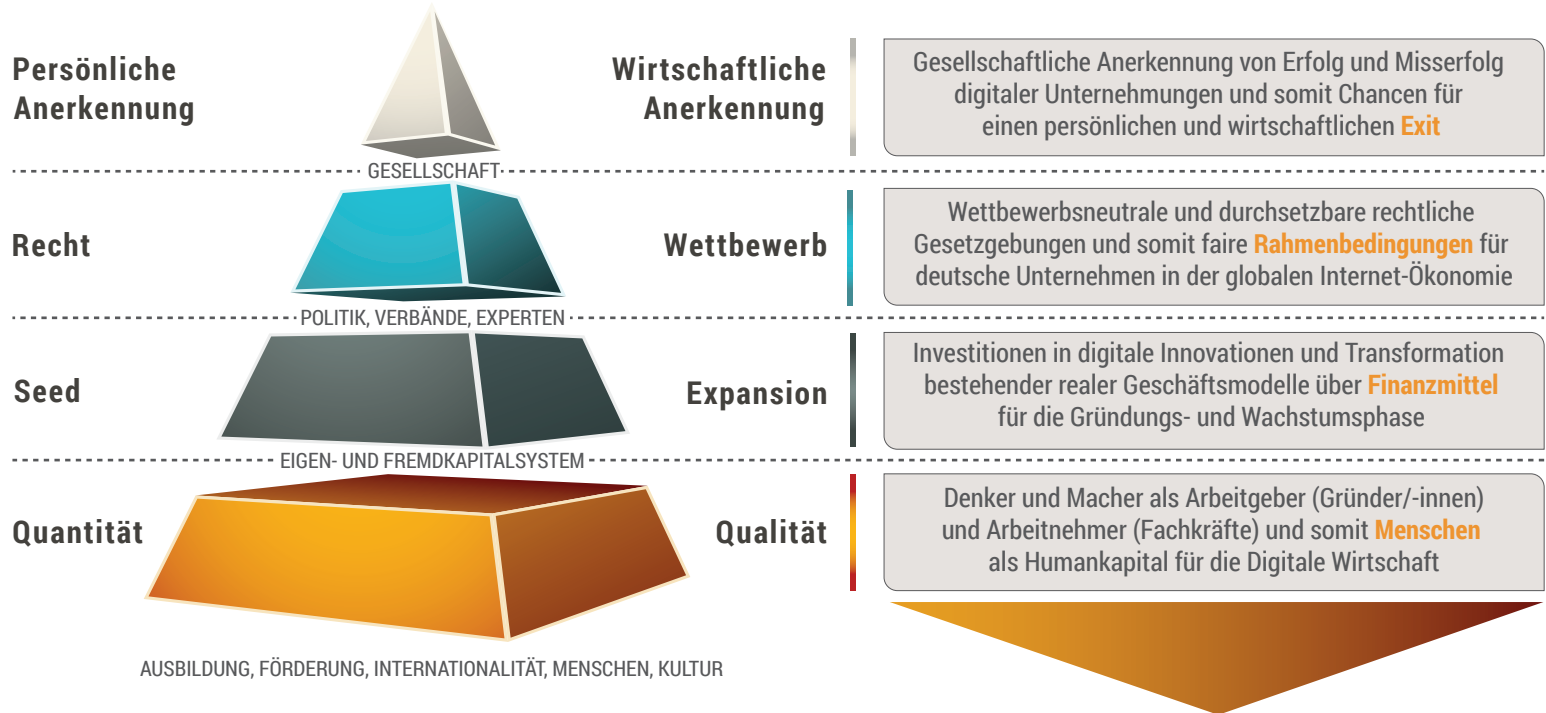 Persönliche
Anerkennung
Wirtschaftliche
Anerkennung
Gesellschaftliche Anerkennung von Erfolg und Misserfolg
digitaler Unternehmungen und somit Chancen für
einen persönlichen und wirtschaftlichen Exit
GESELLSCHAFT
Recht
Wettbewerb
Wettbewerbsneutrale und durchsetzbare rechtliche
Gesetzgebungen und somit faire Rahmenbedingungen für
deutsche Unternehmen in der globalen Internet-Ökonomie
POLITIK, VERBÄNDE, EXPERTEN
Seed
Expansion
Investitionen in digitale Innovationen und Transformation
bestehender realer Geschäftsmodelle über Finanzmittel
für die Gründungs- und Wachstumsphase
EIGEN- UND FREMDKAPITALSYSTEM
Quantität
Qualität
Denker und Macher als Arbeitgeber (Gründer/-innen)
und Arbeitnehmer (Fachkräfte) und somit Menschen
als Humankapital für die Digitale Wirtschaft
AUSBILDUNG, FÖRDERUNG, INTERNATIONALITÄT, MENSCHEN, KULTUR